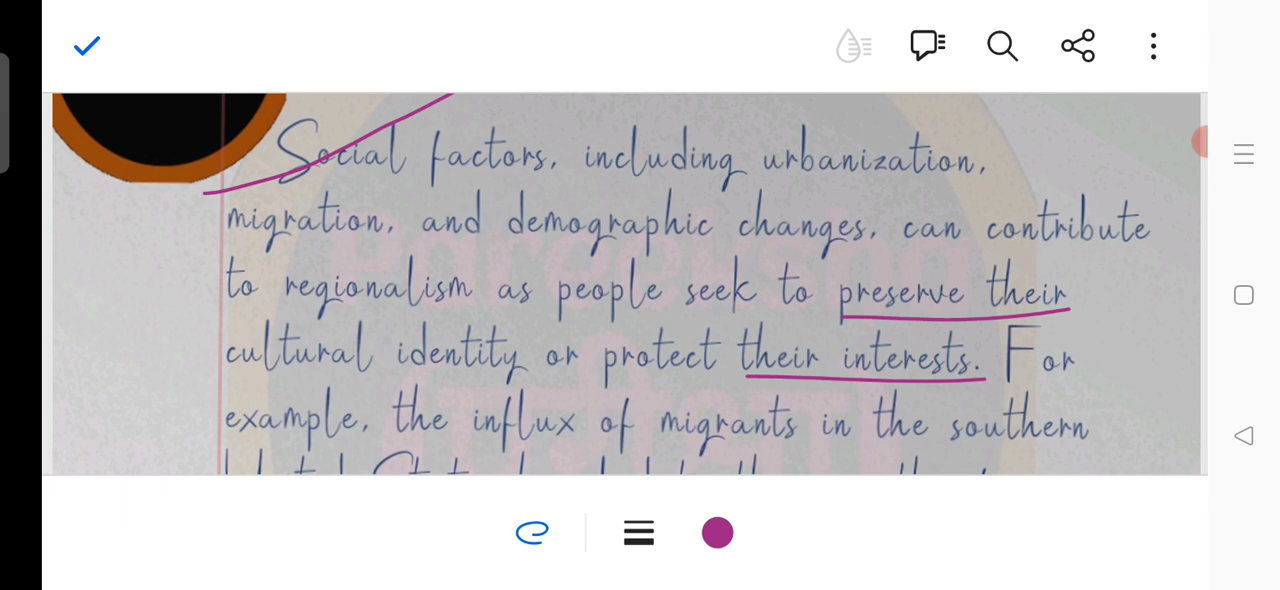 Social factors, including urbanization,
migration, and demographic changes, can contribute
to regionalism as people seek to preserve their
cultural identity or protect their interests. For
example, the influx of migrants in the southern